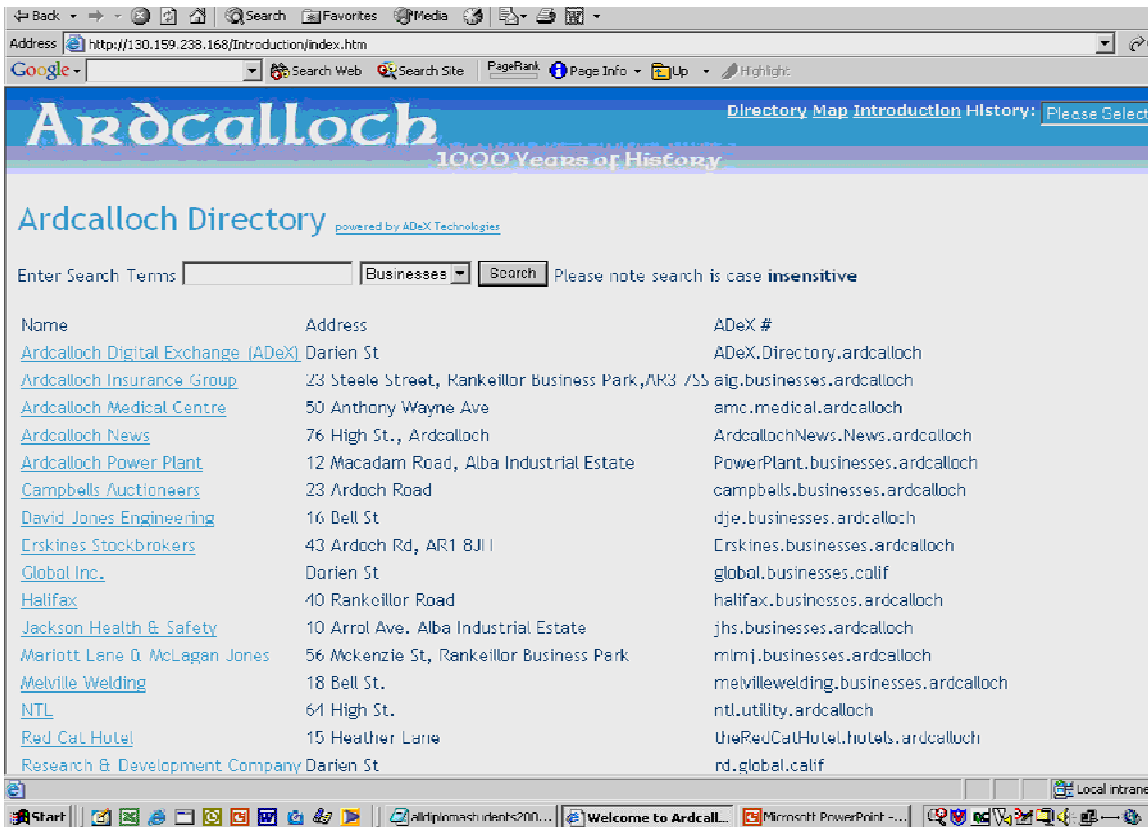 Back Search Favorites Media
Address http://130.159.238.168/Introduction/index.htm
Google Search Web Search Site PageRank Page Info Up Highlight
Ardcalloch Directory Map Introduction History: Please Select
1000 Years of History
Ardcalloch Directory powered by ADeX Technologies
Enter Search Terms Businesses Search Please note search is case insensitive
Name Address ADeX #
Ardcalloch Digital Exchange (ADeX) Darien St ADeX.Directory.ardcalloch
Ardcalloch Insurance Group 23 Steele Street, Rankeillor Business Park,AR3 7SS aig.businesses.ardcalloch
Ardcalloch Medical Centre 50 Anthony Wayne Ave amc.medical.ardcalloch
Ardcalloch News 76 High St., Ardcalloch ArdcallochNews.News.ardcalloch
Ardcalloch Power Plant 12 Macadam Road, Alba Industrial Estate PowerPlant.businesses.ardcalloch
Campbells Auctioneers 23 Ardoch Road campbells.businesses.ardcalloch
David Jones Engineering 16 Bell St dje.businesses.ardcalloch
Erskines Stockbrokers 43 Ardoch Rd, AR1 Erskines.businesses.ardcalloch
Global Inc. Darien St global.businesses.calif
Halifax 40 Rankeillor Road halifax.businesses.ardcalloch
Jackson Health & Safety 10 Arrol Ave. Alba Industrial Estate jhs.businesses.ardcalloch
Mariott Lane & McLagan Jones 56 Mckenzie St, Rankeillor Business Park mlmj.businesses.ardcalloch
Melville Welding 18 Bell St. melvillewelding.businesses.ardcalloch
NTL 64 High St. ntl.utility.ardcalloch
Red Cat Hotel 15 Heather Lane theRedCatHotel.hotels.ardcalloch
Research & Development Company Darien St rd.global.calif
Local intrane
Start alldiplomastudents200... Welcome to Ardcall... Microsoft PowerPoint -...